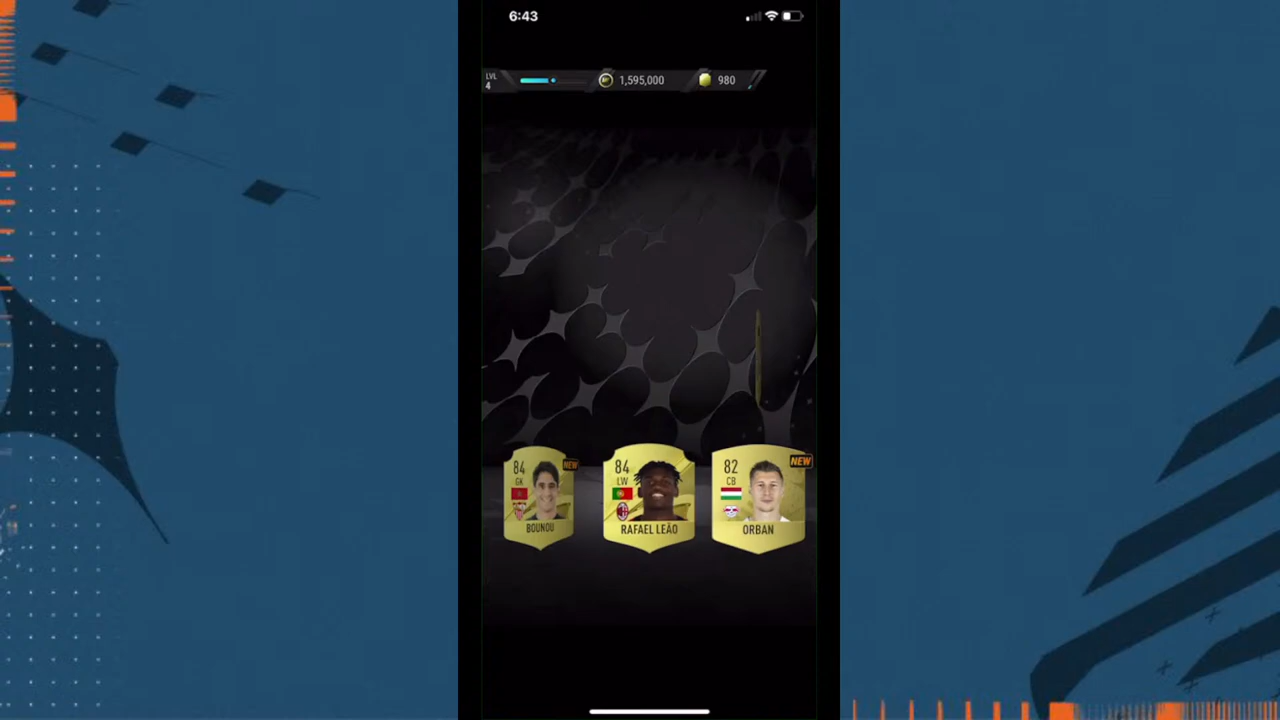 6:43
LVL
4
1,595,000
980
84
GK
NEW
BOUNOU
84
LW
RAFAEL LEÃO
82
CB
NEW
ORBAN